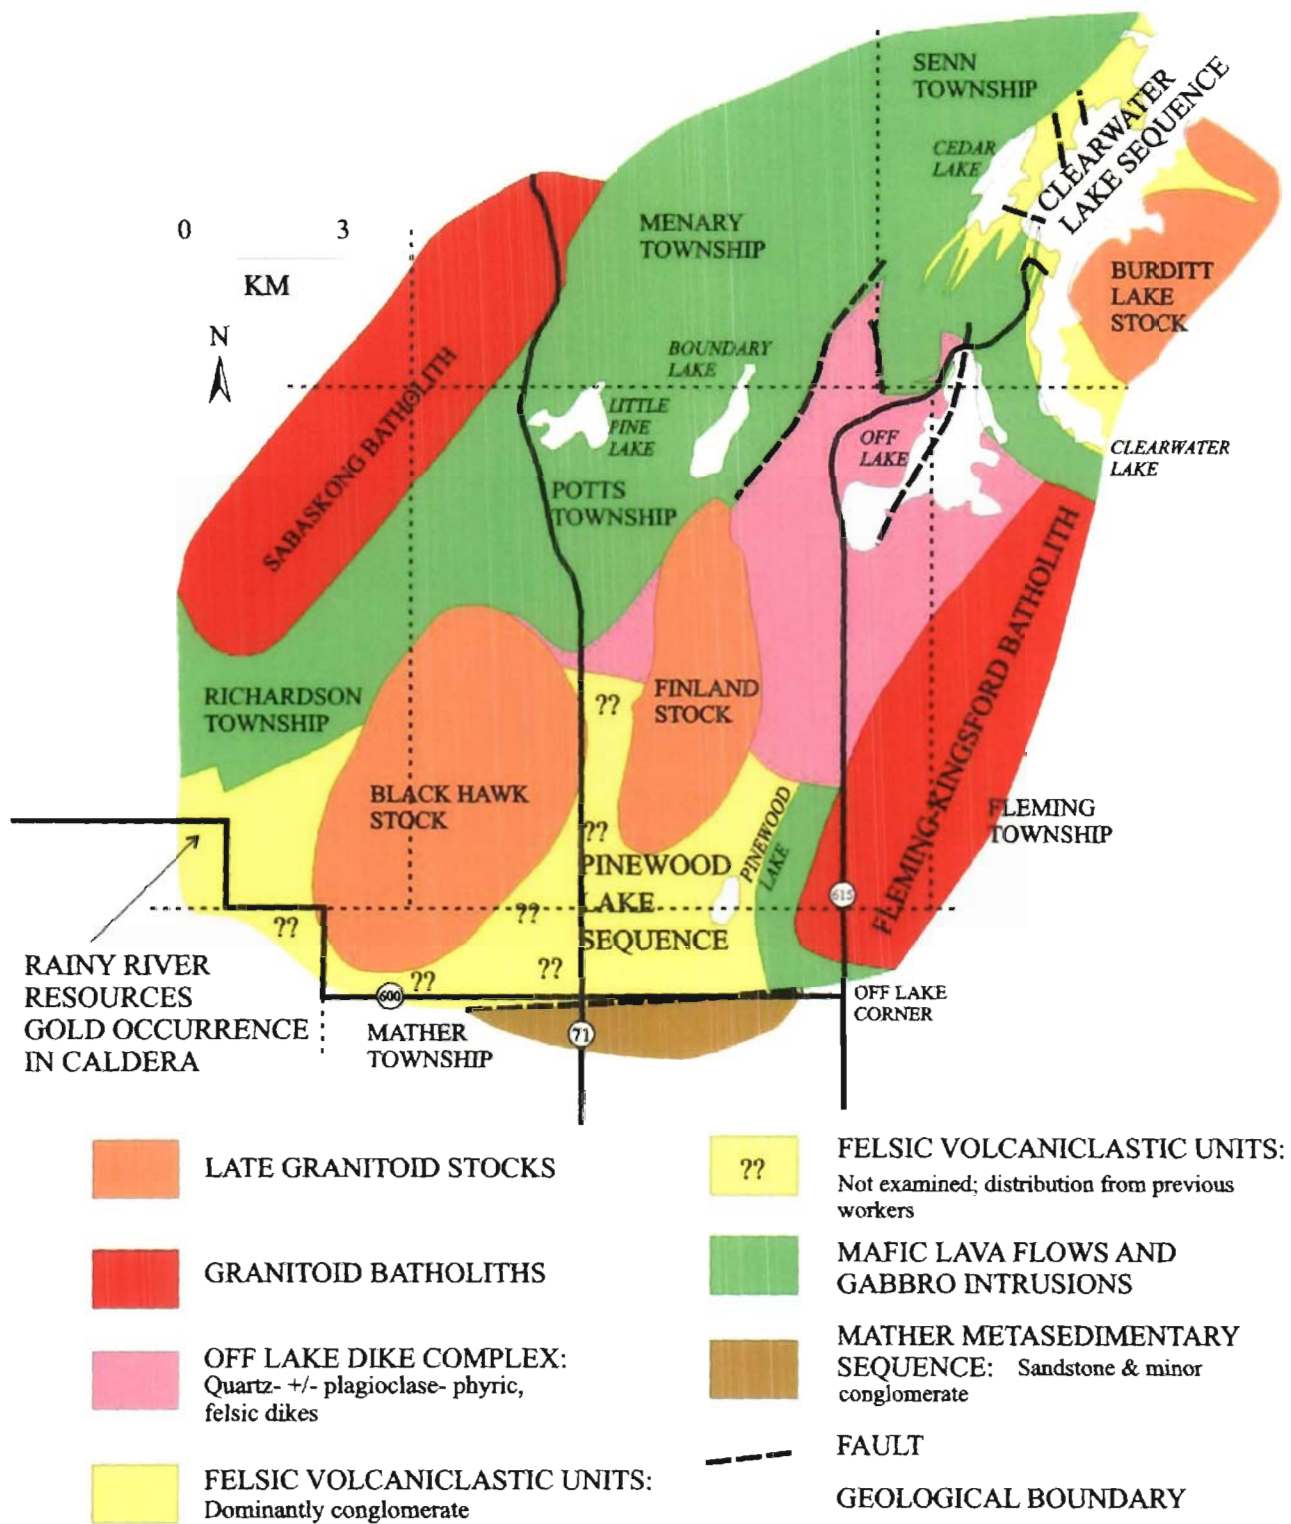 SENN
TOWNSHIP
CLEARWATER
LAKE SEQUENCE
CEDAR
LAKE
0 3
KM
N
MENARY
TOWNSHIP
BURDITT
LAKE
STOCK
BOUNDARY
LAKE
SABASKONG BATHOLITH
LITTLE
PINE
LAKE
OFF
LAKE
CLEARWATER
LAKE
POTTS
TOWNSHIP
RICHARDSON
TOWNSHIP
FINLAND
STOCK
??
FLEMING-KINGSFORD BATHOLITH
BLACK HAWK
STOCK
PINEWOOD
LAKE
FLEMING
TOWNSHIP
??
PINEWOOD
LAKE
SEQUENCE
615
??
??
??
??
RAINY RIVER
RESOURCES
GOLD OCCURRENCE
IN CALDERA
600
OFF LAKE
CORNER
MATHER
TOWNSHIP
71
LATE GRANITOID STOCKS
GRANITOID BATHOLITHS
OFF LAKE DIKE COMPLEX:
Quartz- +/- plagioclase- phyric,
felsic dikes
FELSIC VOLCANICLASTIC UNITS:
Dominantly conglomerate
??
FELSIC VOLCANICLASTIC UNITS:
Not examined; distribution from previous
workers
MAFIC LAVA FLOWS AND
GABBRO INTRUSIONS
MATHER METASEDIMENTARY
SEQUENCE: Sandstone & minor
conglomerate
FAULT
GEOLOGICAL BOUNDARY